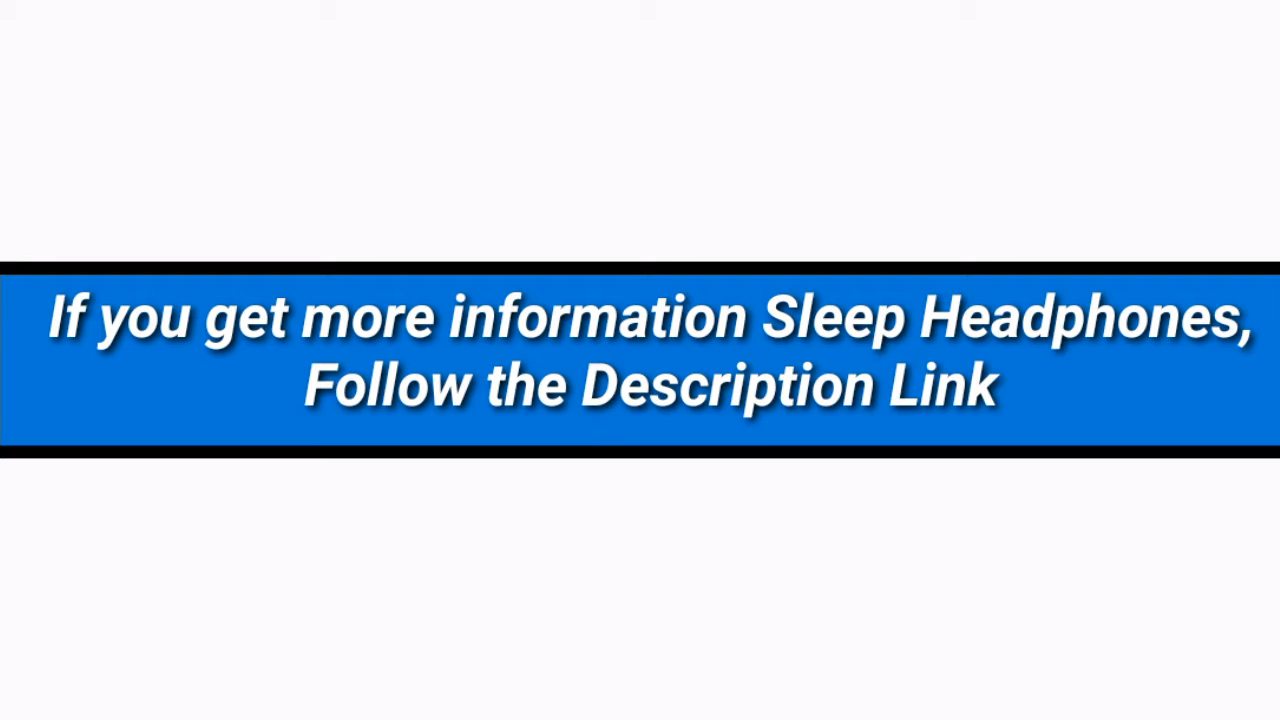 If you get more information Sleep Headphones,
Follow the Description Link